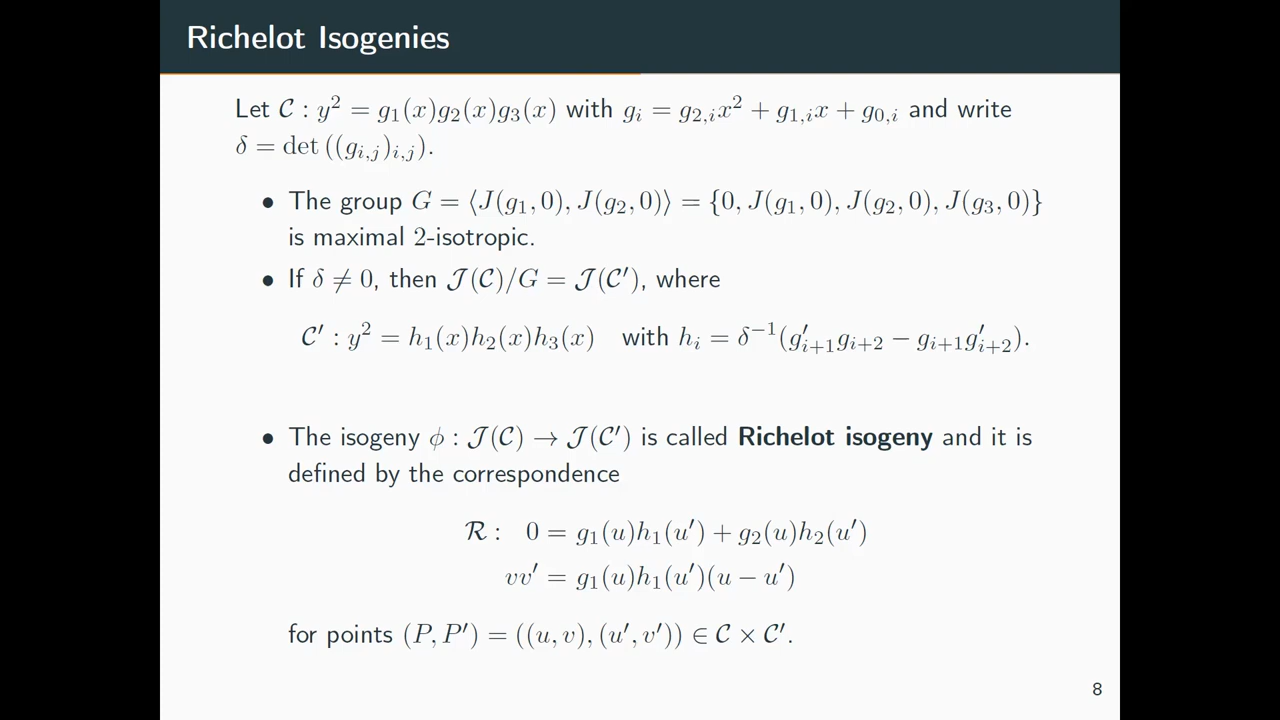 Richelot Isogenies
Let 𝒞 : y² = g₁(x)g₂(x)g₃(x) with gᵢ = g₂,ᵢx² + g₁,ᵢx + g₀,ᵢ and write
δ = det ((gᵢ,ⱼ)ᵢ,ⱼ).
• The group G = ⟨J(g₁, 0), J(g₂, 0)⟩ = {0, J(g₁, 0), J(g₂, 0), J(g₃, 0)}
is maximal 2-isotropic.
• If δ ≠ 0, then 𝒥(𝒞)/G = 𝒥(𝒞′), where
𝒞′ : y² = h₁(x)h₂(x)h₃(x) with hᵢ = δ⁻¹(g′ᵢ₊₁gᵢ₊₂ − gᵢ₊₁g′ᵢ₊₂).
• The isogeny ϕ : 𝒥(𝒞) → 𝒥(𝒞′) is called Richelot isogeny and it is
defined by the correspondence
ℛ : 0 = g₁(u)h₁(u′) + g₂(u)h₂(u′)
vv′ = g₁(u)h₁(u′)(u − u′)
for points (P, P′) = ((u, v), (u′, v′)) ∈ 𝒞 × 𝒞′.
8